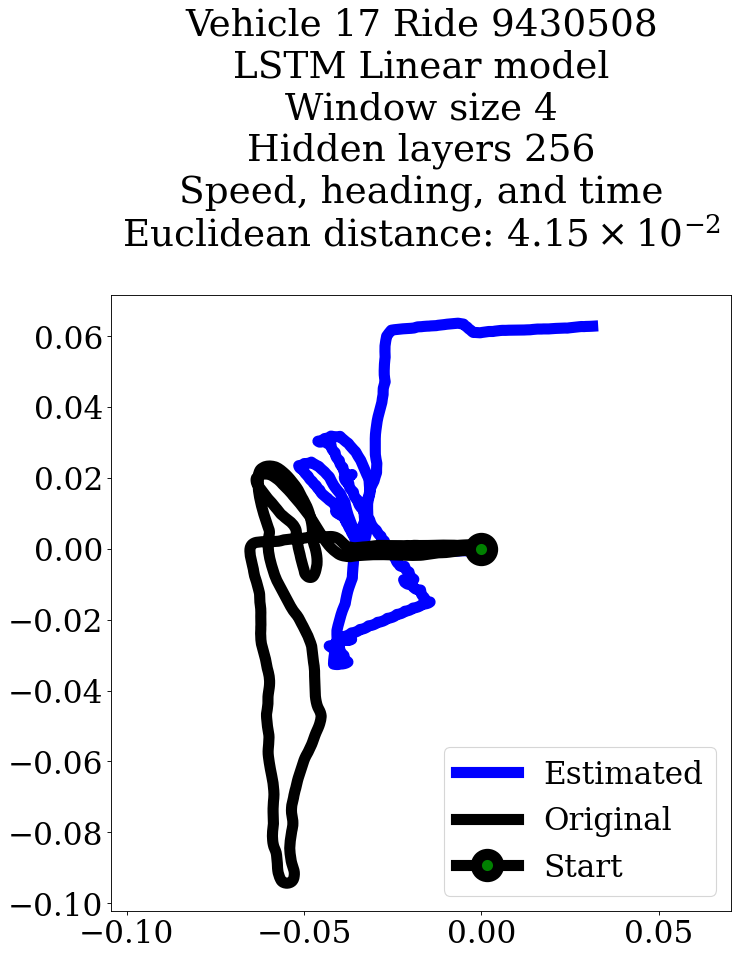 Vehicle 17 Ride 9430508
LSTM Linear model
Window size 4
Hidden layers 256
Speed, heading, and time
Euclidean distance: 4.15 × 10⁻²
0.06
0.04
0.02
0.00
−0.02
−0.04
−0.06
−0.08
−0.10
−0.10
−0.05
0.00
0.05
Estimated
Original
Start